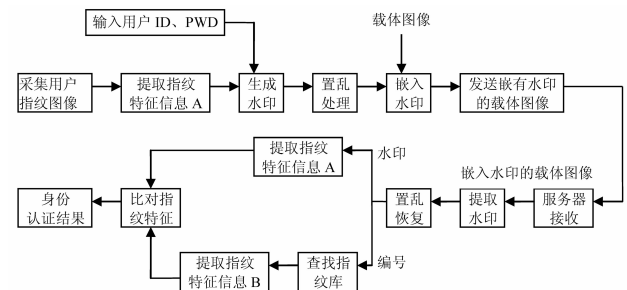 输入用户 ID、PWD
载体图像
采集用户
指纹图像
提取指纹
特征信息 A
生成
水印
置乱
处理
嵌入
水印
发送嵌有水印
的载体图像
提取指纹
特征信息 A
水印
嵌入水印的载体图像
身份
认证结果
比对指
纹特征
置乱
恢复
提取
水印
服务器
接收
提取指纹
特征信息 B
查找指
纹库
编号